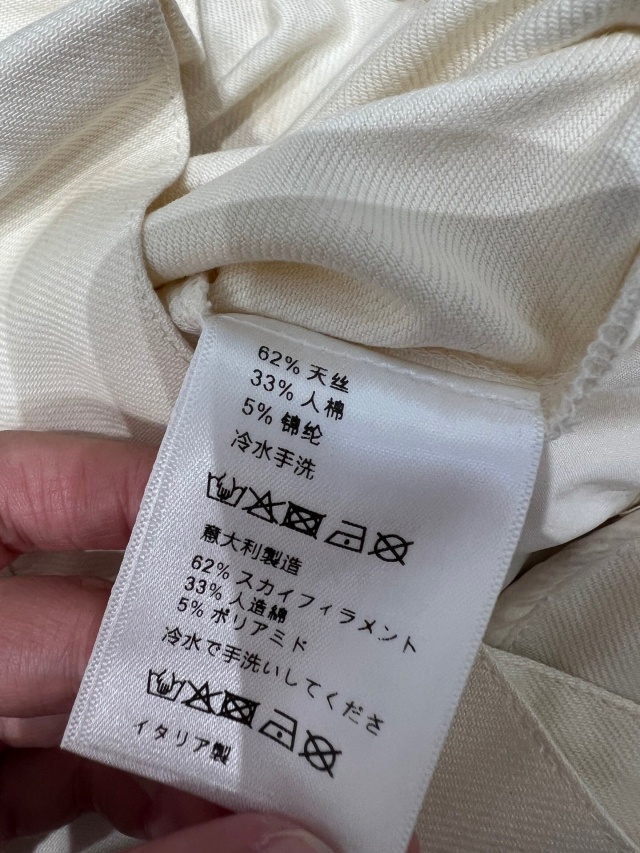 62% 天丝
33% 人棉
5% 锦纶
冷水手洗
意大利製造
62% スカイフィラメント
33% 人造綿
5% ポリアミド
冷水で手洗いしてくださ
イタリア製